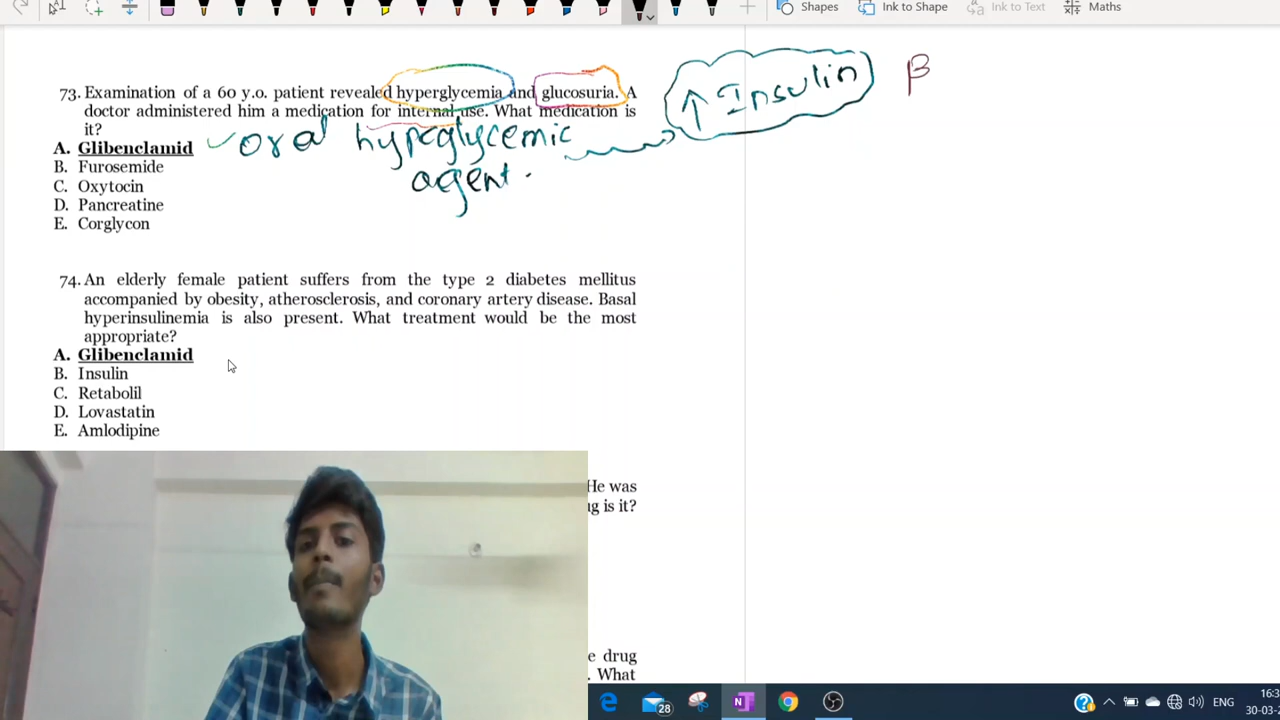 Shapes Ink to Shape Ink to Text Maths
73. Examination of a 60 y.o. patient revealed hyperglycemia and glucosuria. A
doctor administered him a medication for internal use. What medication is
it?
↑ Insulin β
A. Glibenclamid
oral hypoglycemic
agent.
B. Furosemide
C. Oxytocin
D. Pancreatine
E. Corglycon
74. An elderly female patient suffers from the type 2 diabetes mellitus
accompanied by obesity, atherosclerosis, and coronary artery disease. Basal
hyperinsulinemia is also present. What treatment would be the most
appropriate?
A. Glibenclamid
B. Insulin
C. Retabolil
D. Lovastatin
E. Amlodipine
He was
is it?
e drug
. What
28
ENG
16:3
30-03-